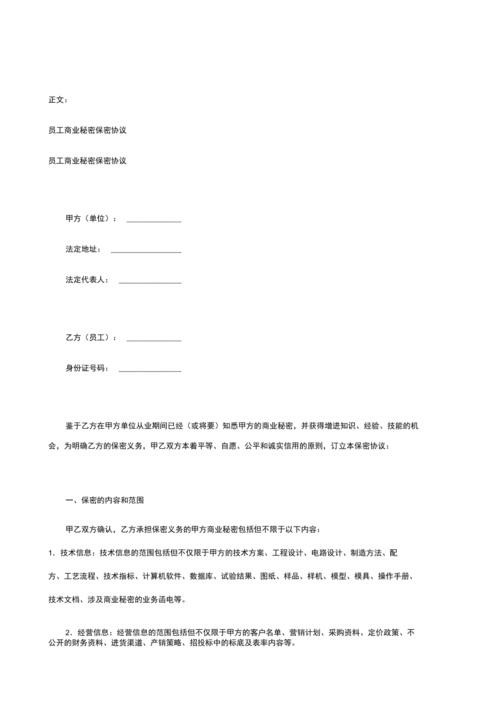 正文：
员工商业秘密保密协议
员工商业秘密保密协议
甲方（单位）： ______________
法定地址： __________________
法定代表人： ________________
乙方（员工）： ______________
身份证号码： ________________
鉴于乙方在甲方单位从业期间已经（或将要）知悉甲方的商业秘密，并获得增进知识、经验、技能的机
会，为明确乙方的保密义务，甲乙双方本着平等、自愿、公平和诚实信用的原则，订立本保密协议：
一、保密的内容和范围
甲乙双方确认，乙方承担保密义务的甲方商业秘密包括但不限于以下内容：
1．技术信息：技术信息的范围包括但不仅限于甲方的技术方案、工程设计、电路设计、制造方法、配
方、工艺流程、技术指标、计算机软件、数据库、试验结果、图纸、样品、样机、模型、模具、操作手册、
技术文档、涉及商业秘密的业务函电等。
2．经营信息：经营信息的范围包括但不仅限于甲方的客户名单、营销计划、采购资料、定价政策、不
公开的财务资料、进货渠道、产销策略、招投标中的标底及表率内容等。